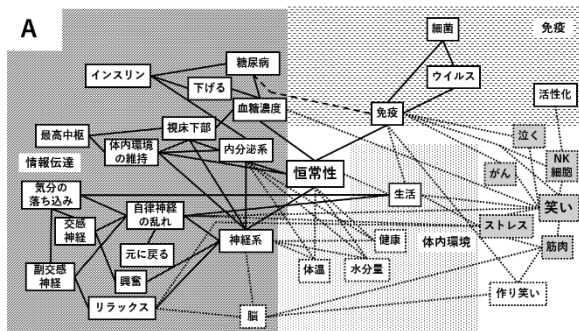 A
細菌
免疫
糖尿病
インスリン
ウイルス
下げる
活性化
血糖濃度
免疫
最高中枢
視床下部
泣く
体内環境
の維持
内分泌系
NK
細胞
情報伝達
恒常性
がん
気分の
落ち込み
生活
笑い
自律神経
の乱れ
ストレス
交感
神経
神経系
健康
体内環境
筋肉
元に戻る
副交感
神経
興奮
体温
水分量
リラックス
作り笑い
脳